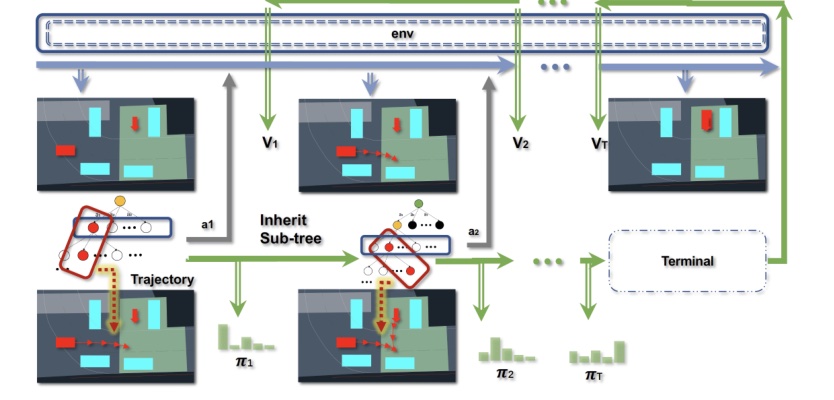 env
V1
V2
VT
a1
Inherit
Sub-tree
a2
Trajectory
Terminal
π1
π2
πT